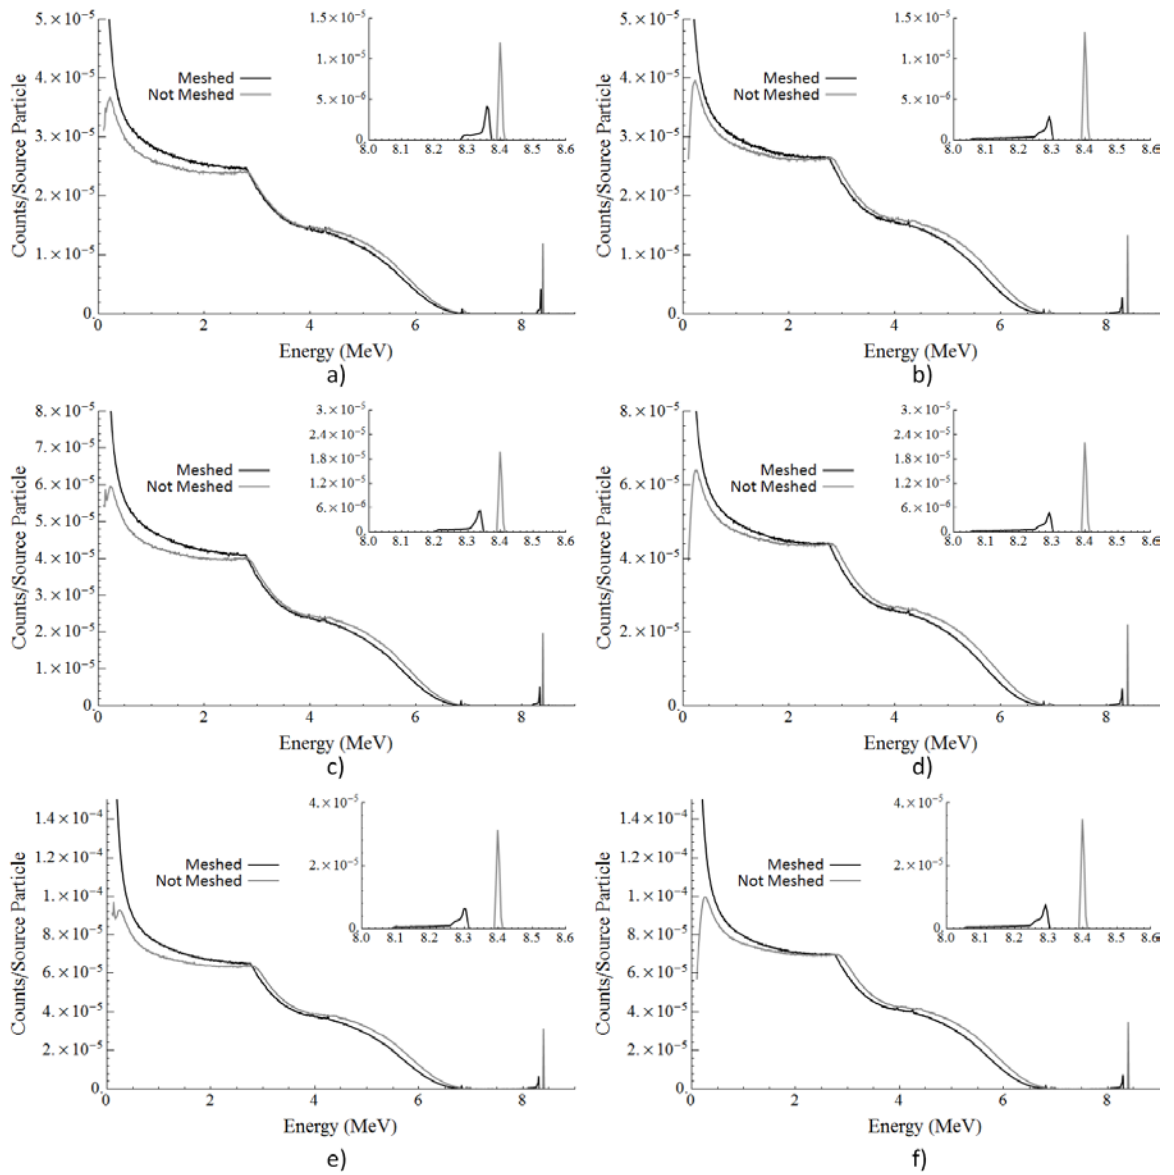 5.×10⁻⁵
4.×10⁻⁵
3.×10⁻⁵
2.×10⁻⁵
1.×10⁻⁵
0.
Counts/Source Particle
Meshed
Not Meshed
1.5×10⁻⁵
1.×10⁻⁵
5.×10⁻⁶
0.
8.0 8.1 8.2 8.3 8.4 8.5 8.6
0 2 4 6 8
Energy (MeV)
a)
5.×10⁻⁵
4.×10⁻⁵
3.×10⁻⁵
2.×10⁻⁵
1.×10⁻⁵
0.
Counts/Source Particle
Meshed
Not Meshed
1.5×10⁻⁵
1.×10⁻⁵
5.×10⁻⁶
0.
8.0 8.1 8.2 8.3 8.4 8.5 8.6
0 2 4 6 8
Energy (MeV)
b)
8.×10⁻⁵
7.×10⁻⁵
6.×10⁻⁵
5.×10⁻⁵
4.×10⁻⁵
3.×10⁻⁵
2.×10⁻⁵
1.×10⁻⁵
0.
Counts/Source Particle
Meshed
Not Meshed
3.×10⁻⁵
2.4×10⁻⁵
1.8×10⁻⁵
1.2×10⁻⁵
6.×10⁻⁶
0.
8.0 8.1 8.2 8.3 8.4 8.5 8.6
0 2 4 6 8
Energy (MeV)
c)
8.×10⁻⁵
6.×10⁻⁵
4.×10⁻⁵
2.×10⁻⁵
0.
Counts/Source Particle
Meshed
Not Meshed
3.×10⁻⁵
2.4×10⁻⁵
1.8×10⁻⁵
1.2×10⁻⁵
6.×10⁻⁶
0.
8.0 8.1 8.2 8.3 8.4 8.5 8.6
0 2 4 6 8
Energy (MeV)
d)
1.4×10⁻⁴
1.2×10⁻⁴
1.×10⁻⁴
8.×10⁻⁵
6.×10⁻⁵
4.×10⁻⁵
2.×10⁻⁵
0.
Counts/Source Particle
Meshed
Not Meshed
4.×10⁻⁵
2.×10⁻⁵
0.
8.0 8.1 8.2 8.3 8.4 8.5 8.6
0 2 4 6 8
Energy (MeV)
e)
1.4×10⁻⁴
1.2×10⁻⁴
1.×10⁻⁴
8.×10⁻⁵
6.×10⁻⁵
4.×10⁻⁵
2.×10⁻⁵
0.
Counts/Source Particle
Meshed
Not Meshed
4.×10⁻⁵
2.×10⁻⁵
0.
8.0 8.1 8.2 8.3 8.4 8.5 8.6
0 2 4 6 8
Energy (MeV)
f)